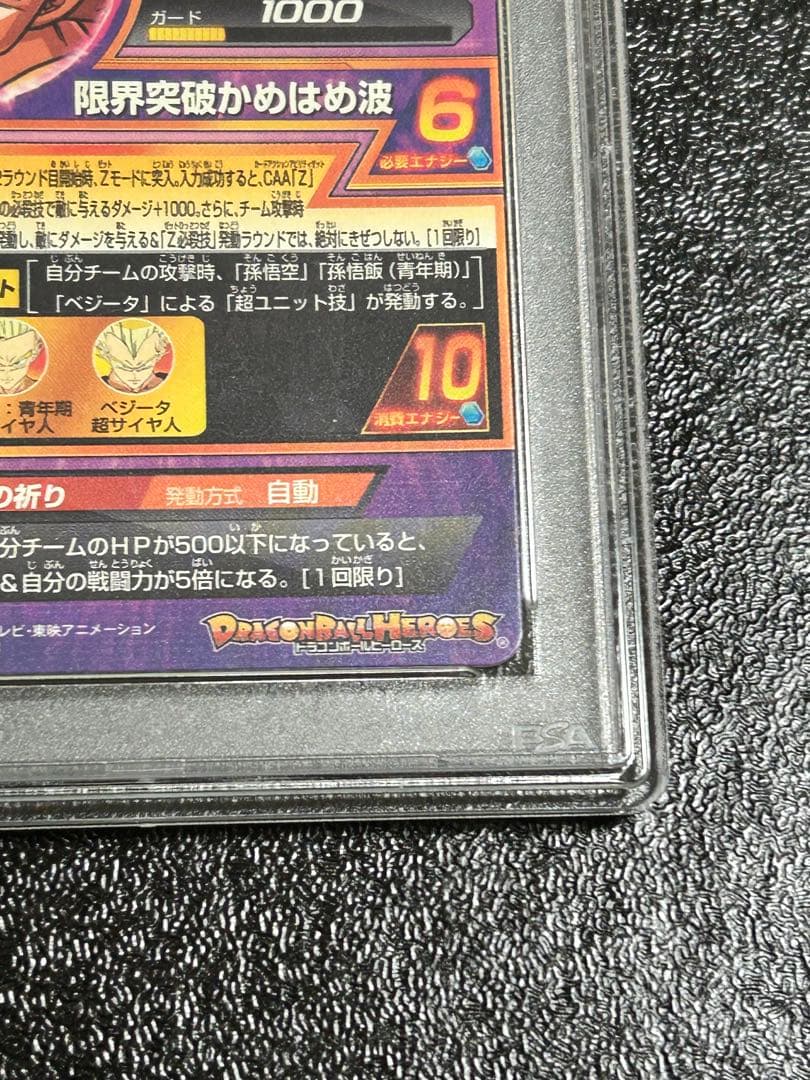 ガード 1000
限界突破かめはめ波 6
必要エナジー
ラウンド目開始時、Zモードに突入。入力成功すると、CAA「Z」
の必殺技で敵に与えるダメージ+1000。さらに、チーム攻撃時
発動し、敵にダメージを与える&「Z必殺技」発動ラウンドでは、絶対にきぜつしない。[1回限り]
ト
自分チームの攻撃時、「孫悟空」「孫悟飯(青年期)」
「ベジータ」による「超ユニット技」が発動する。
10
消費エナジー
:青年期
イヤ人
ベジータ
超サイヤ人
の祈り 発動方式 自動
分チームのHPが500以下になっていると、
&自分の戦闘力が5倍になる。[1回限り]
レビ・東映アニメーション
DRAGONBALL HEROES
ドラゴンボールヒーローズ
®
PSA